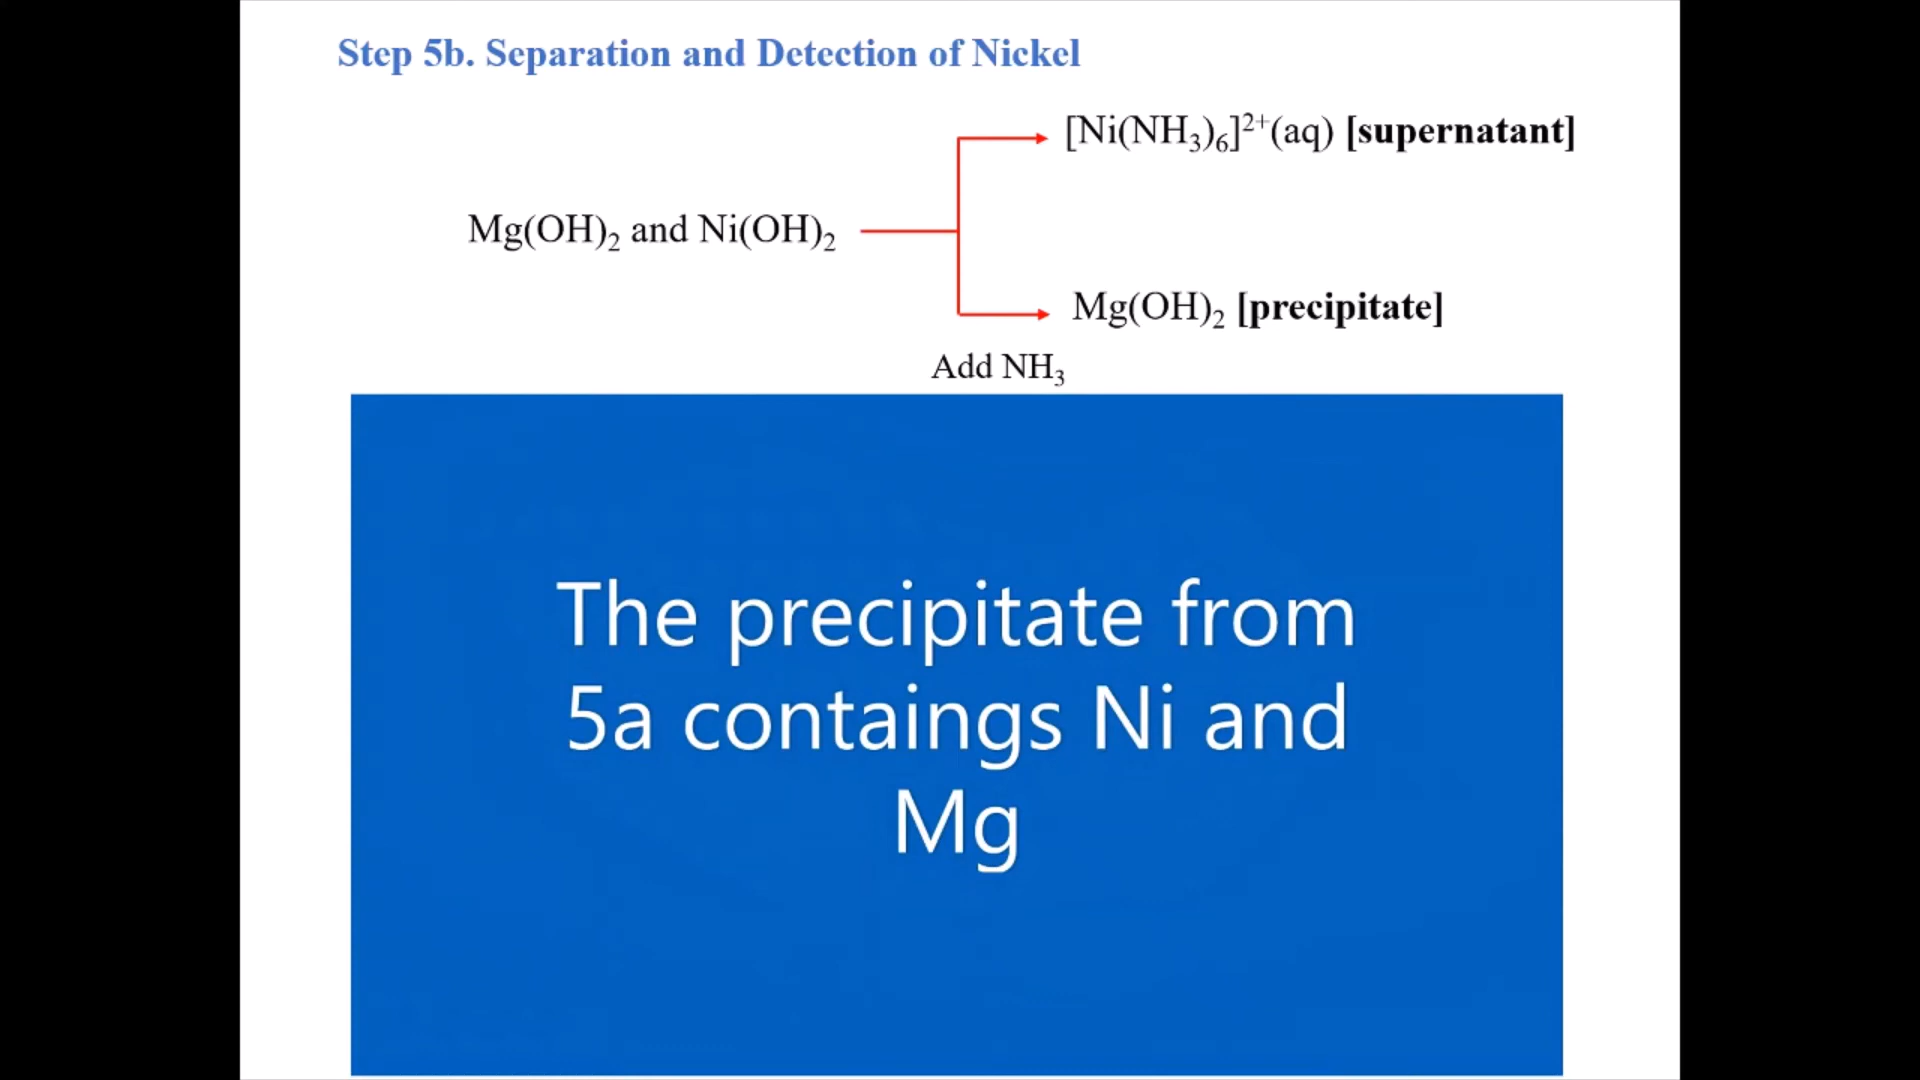 Step 5b. Separation and Detection of Nickel
[Ni(NH₃)₆]²⁺(aq) [supernatant]
Mg(OH)₂ and Ni(OH)₂
Mg(OH)₂ [precipitate]
Add NH₃
The precipitate from
5a contaings Ni and
Mg